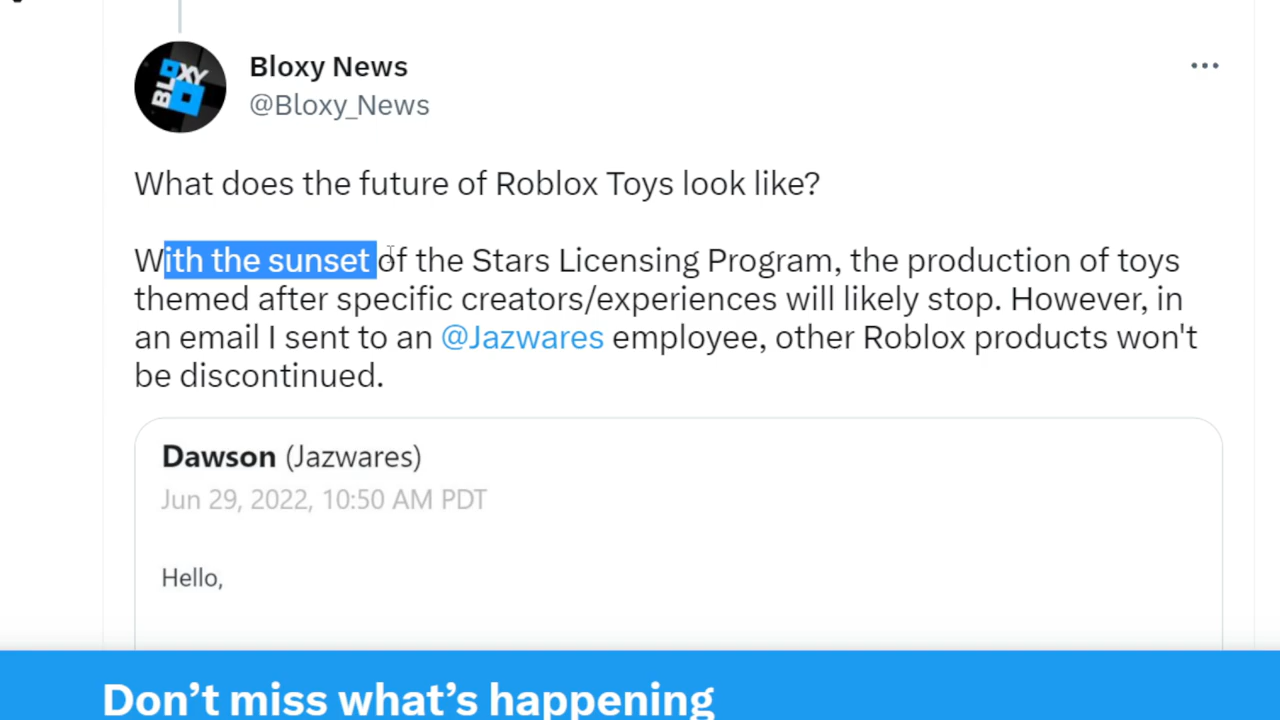 BLOXY
Bloxy News
@Bloxy_News
What does the future of Roblox Toys look like?
With the sunset of the Stars Licensing Program, the production of toys
themed after specific creators/experiences will likely stop. However, in
an email I sent to an @Jazwares employee, other Roblox products won't
be discontinued.
Dawson (Jazwares)
Jun 29, 2022, 10:50 AM PDT
Hello,
Don’t miss what’s happening